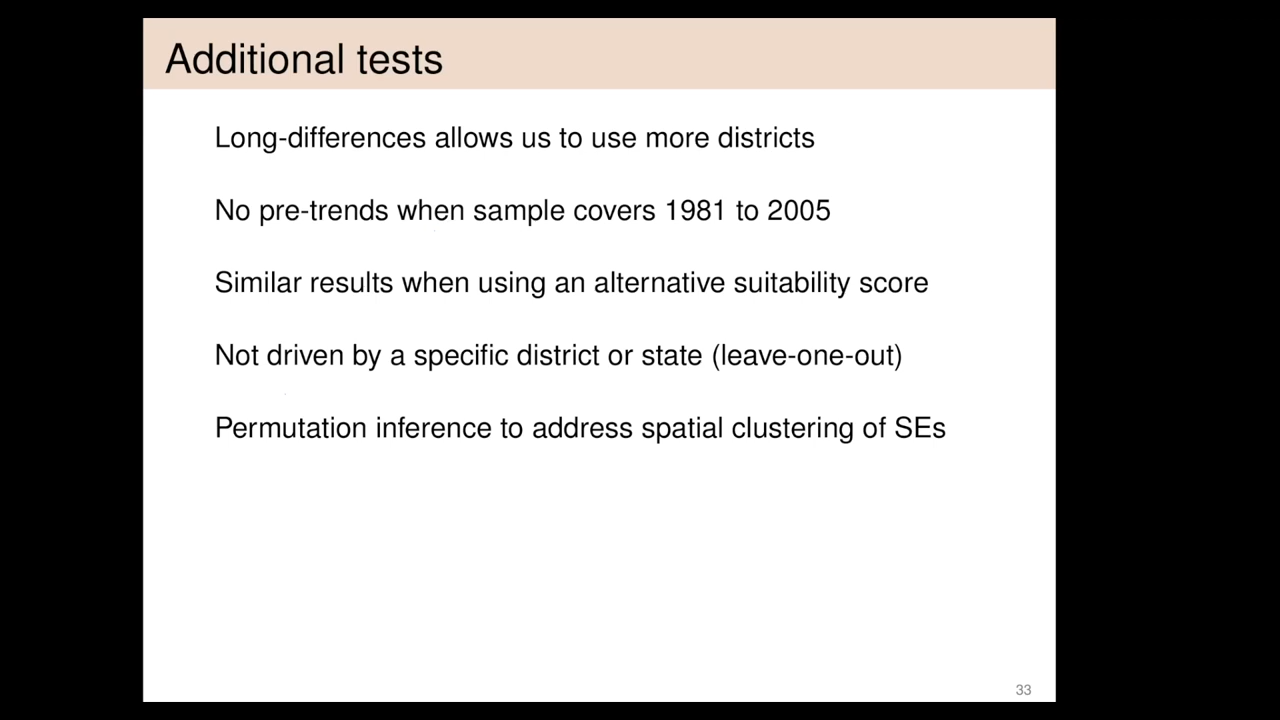 Additional tests
Long-differences allows us to use more districts
No pre-trends when sample covers 1981 to 2005
Similar results when using an alternative suitability score
Not driven by a specific district or state (leave-one-out)
Permutation inference to address spatial clustering of SEs
33